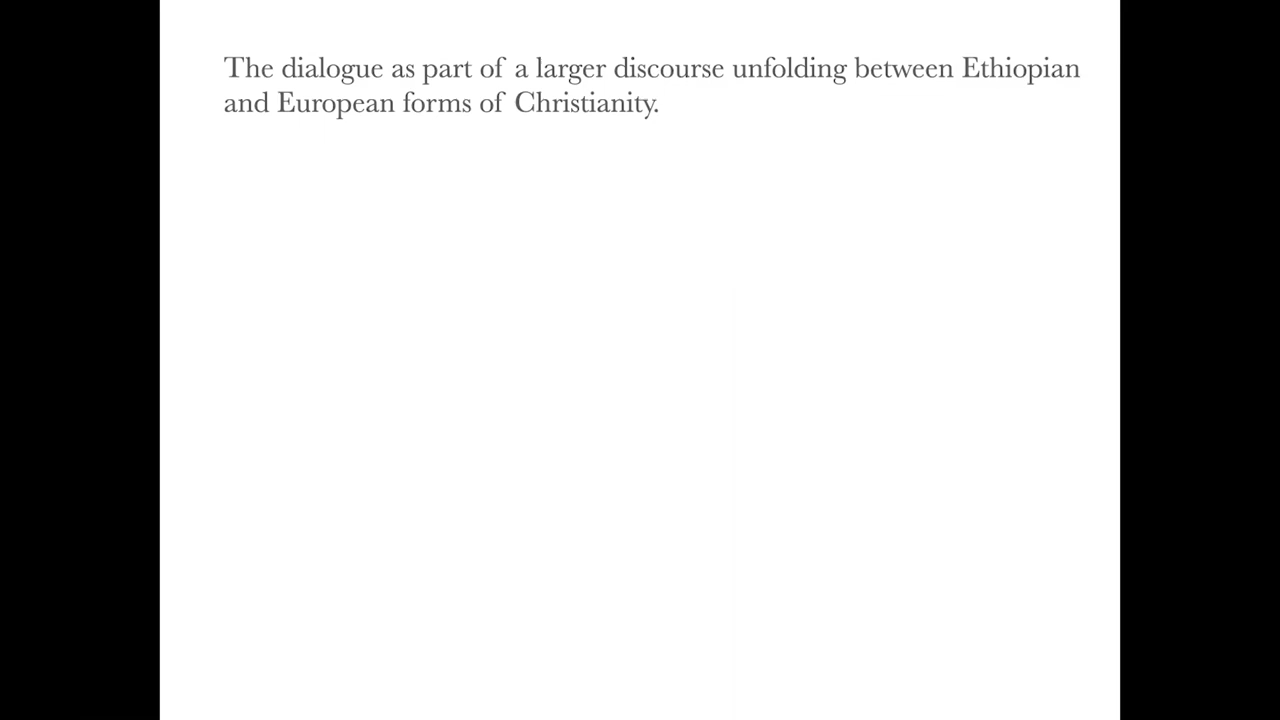 The dialogue as part of a larger discourse unfolding between Ethiopian
and European forms of Christianity.